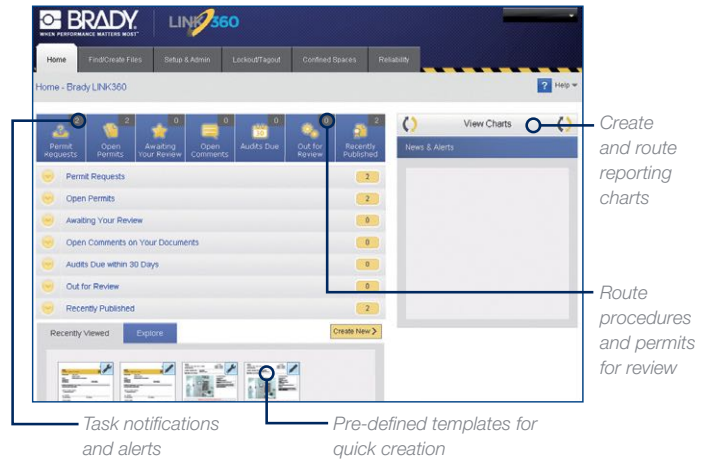 BRADY.
WHEN PERFORMANCE MATTERS MOST
LINK360
Home
Find/Create Files
Setup & Admin
Lockout/Tagout
Confined Spaces
Reliability
Home - Brady LINK360
? Help
2
2
0
0
0
0
2
Permit
Requests
Open
Permits
Awaiting
Your Review
Open
Comments
Audits Due
Out for
Review
Recently
Published
View Charts
News & Alerts
Permit Requests 2
Open Permits 2
Awaiting Your Review 0
Open Comments on Your Documents 0
Audits Due within 30 Days 0
Out for Review 0
Recently Published 2
Recently Viewed
Explore
Create New
Create
and route
reporting
charts
Route
procedures
and permits
for review
Task notifications
and alerts
Pre-defined templates for
quick creation